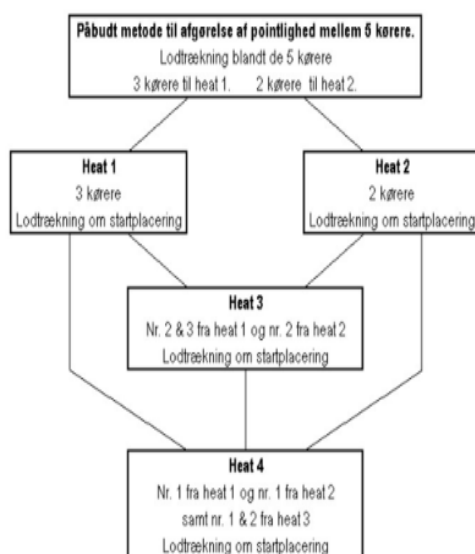 Påbudt metode til afgørelse af pointlighed mellem 5 kørere.
Lodtrækning blandt de 5 kørere
3 kørere til heat 1. 2 kørere til heat 2.
Heat 1
3 kørere
Lodtrækning om startplacering
Heat 2
2 kørere
Lodtrækning om startplacering
Heat 3
Nr. 2 & 3 fra heat 1 og nr. 2 fra heat 2
Lodtrækning om startplacering
Heat 4
Nr. 1 fra heat 1 og nr. 1 fra heat 2
samt nr. 1 & 2 fra heat 3
Lodtrækning om startplacering